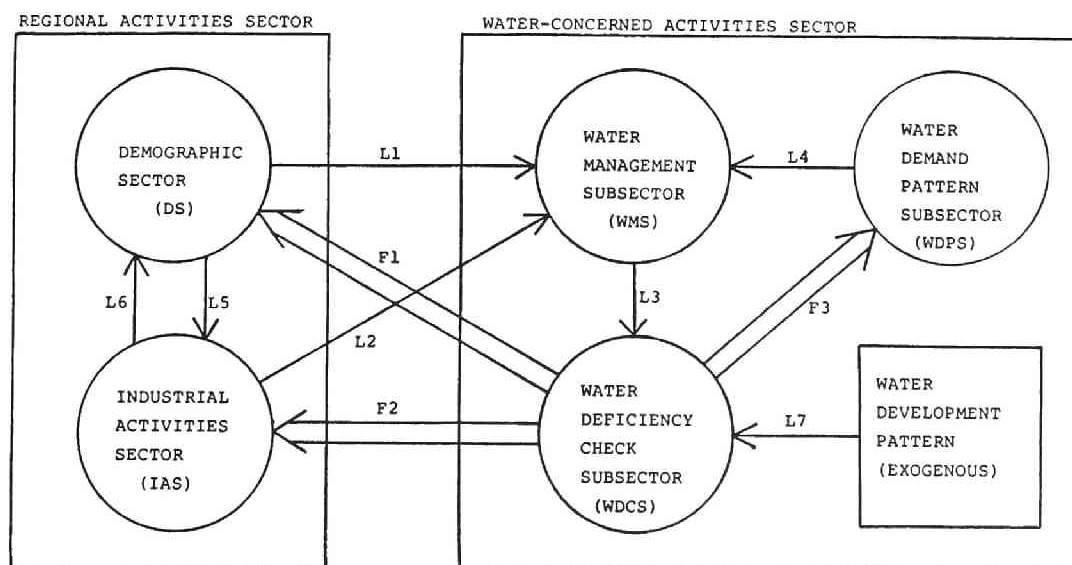 REGIONAL ACTIVITIES SECTOR
WATER-CONCERNED ACTIVITIES SECTOR
DEMOGRAPHIC
SECTOR
(DS)
L1
WATER
MANAGEMENT
SUBSECTOR
(WMS)
L4
WATER
DEMAND
PATTERN
SUBSECTOR
(WDPS)
L6
L5
F1
L2
L3
F3
INDUSTRIAL
ACTIVITIES
SECTOR
(IAS)
F2
WATER
DEFICIENCY
CHECK
SUBSECTOR
(WDCS)
L7
WATER
DEVELOPMENT
PATTERN
(EXOGENOUS)